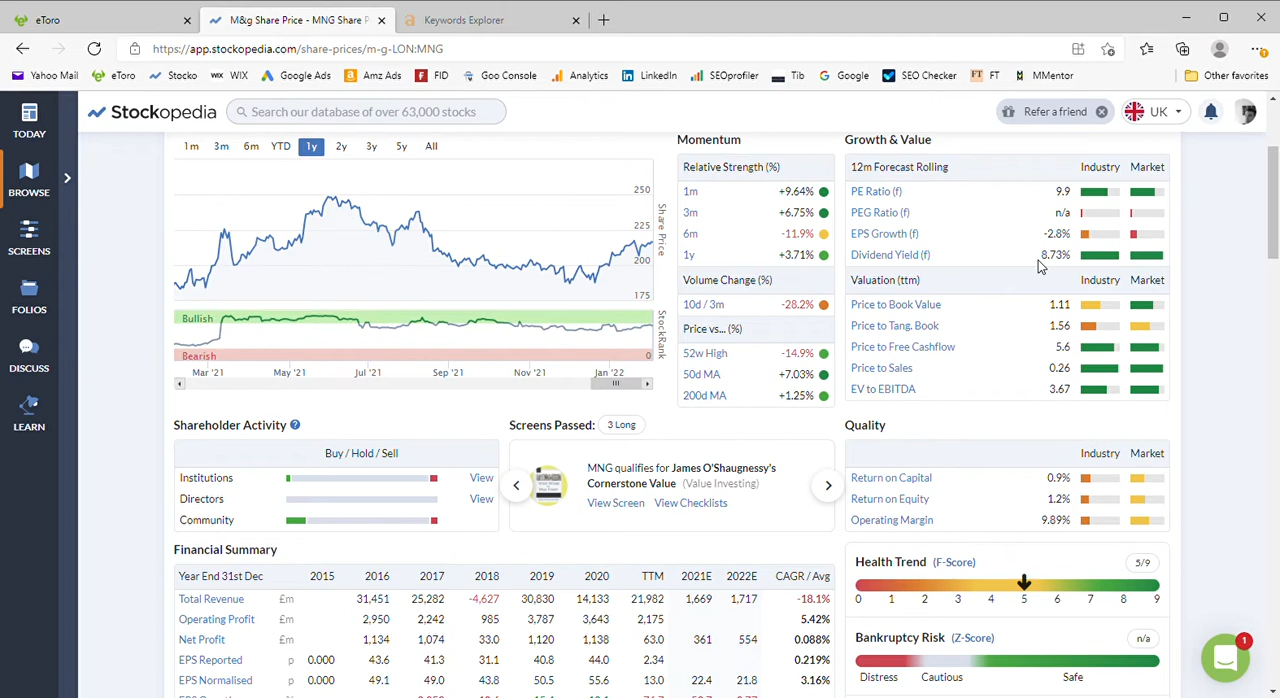 eToro
M&g Share Price - MNG Share P
Keywords Explorer
https://app.stockopedia.com/share-prices/m-g-LON:MNG
Yahoo Mail eToro Stocko WIX WIX Google Ads Amz Ads FID Goo Console Analytics LinkedIn SEOprofiler Tib Google SEO Checker FT FT MMentor Other favorites
Stockopedia
Search our database of over 63,000 stocks
Refer a friend
UK
TODAY
BROWSE
SCREENS
FOLIOS
DISCUSS
LEARN
1m 3m 6m YTD 1y 2y 3y 5y All
250
225
200
175
Share Price
Bullish
Bearish
0
StockRank
Mar '21 May '21 Jul '21 Sep '21 Nov '21 Jan '22
Momentum
Relative Strength (%)
1m +9.64%
3m +6.75%
6m -11.9%
1y +3.71%
Volume Change (%)
10d / 3m -28.2%
Price vs... (%)
52w High -14.9%
50d MA +7.03%
200d MA +1.25%
Growth & Value
12m Forecast Rolling Industry Market
PE Ratio (f) 9.9
PEG Ratio (f) n/a
EPS Growth (f) -2.8%
Dividend Yield (f) 8.73%
Valuation (ttm) Industry Market
Price to Book Value 1.11
Price to Tang. Book 1.56
Price to Free Cashflow 5.6
Price to Sales 0.26
EV to EBITDA 3.67
Shareholder Activity ?
Buy / Hold / Sell
Institutions View
Directors View
Community
Screens Passed: 3 Long
MNG qualifies for James O'Shaugnessy's
Cornerstone Value (Value Investing)
View Screen View Checklists
Quality
Industry Market
Return on Capital 0.9%
Return on Equity 1.2%
Operating Margin 9.89%
Financial Summary
Year End 31st Dec 2015 2016 2017 2018 2019 2020 TTM 2021E 2022E CAGR / Avg
Total Revenue £m 31,451 25,282 -4,627 30,830 14,133 21,982 1,669 1,717 -18.1%
Operating Profit £m 2,950 2,242 985 3,787 3,643 2,175 5.42%
Net Profit £m 1,134 1,074 33.0 1,120 1,138 63.0 361 554 0.088%
EPS Reported p 0.000 43.6 41.3 31.1 40.8 44.0 2.34 0.219%
EPS Normalised p 0.000 49.1 49.0 43.8 50.5 55.6 13.0 22.4 21.8 3.16%
Health Trend (F-Score) 5/9
0 1 2 3 4 5 6 7 8 9
Bankruptcy Risk (Z-Score) n/a
Distress Cautious Safe
1